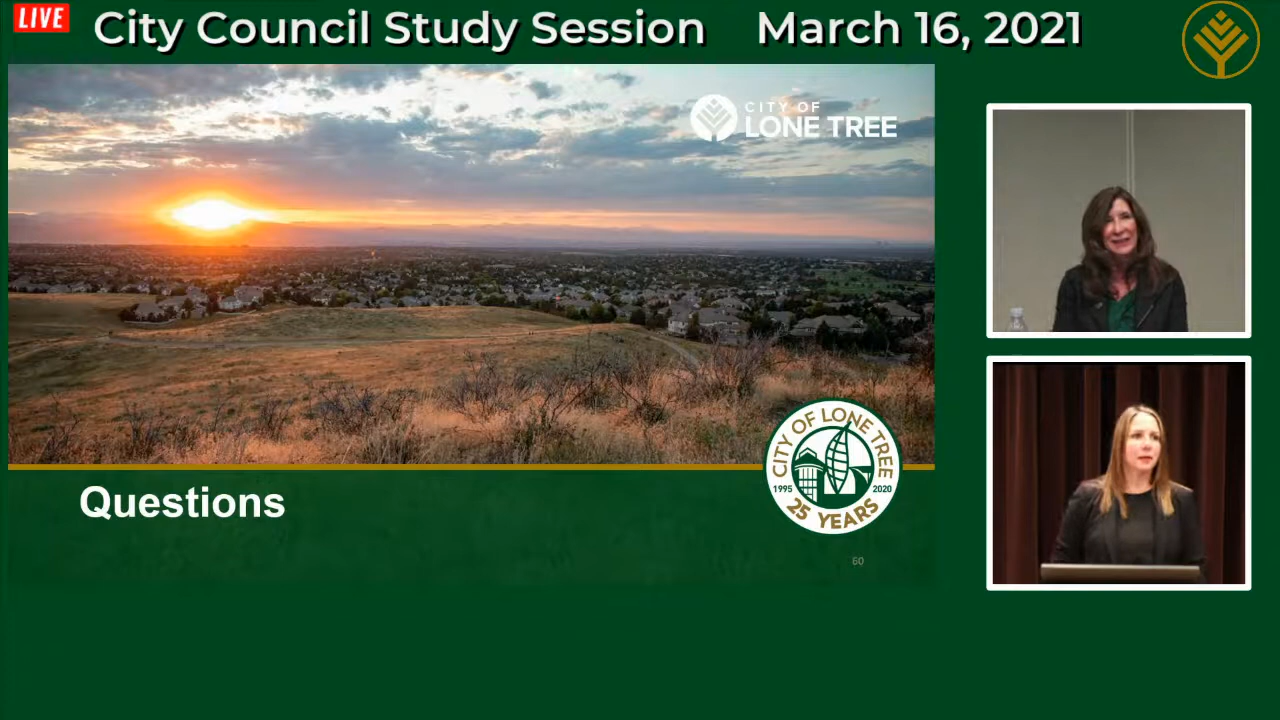 LIVE
City Council Study Session March 16, 2021
CITY OF
LONE TREE
CITY OF LONE TREE
1995 2020
25 YEARS
Questions
60